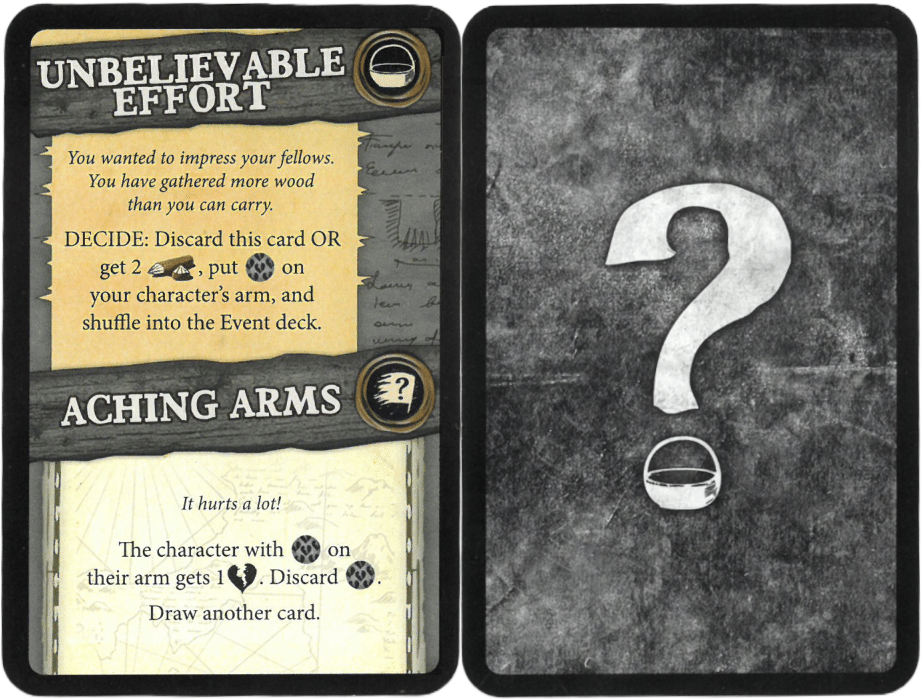 UNBELIEVABLE
EFFORT
You wanted to impress your fellows.
You have gathered more wood
than you can carry.
DECIDE: Discard this card OR
get 2 , put on
your character's arm, and
shuffle into the Event deck.
?
ACHING ARMS
It hurts a lot!
The character with on
their arm gets 1 . Discard .
Draw another card.
?